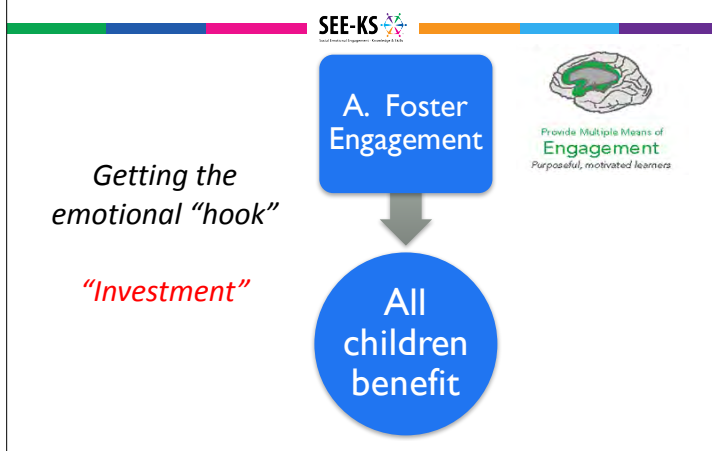 SEE-KS
Social Emotional Engagement - Knowledge & Skills
A. Foster
Engagement
Provide Multiple Means of
Engagement
Purposeful, motivated learners
Getting the
emotional “hook”
“Investment”
All
children
benefit